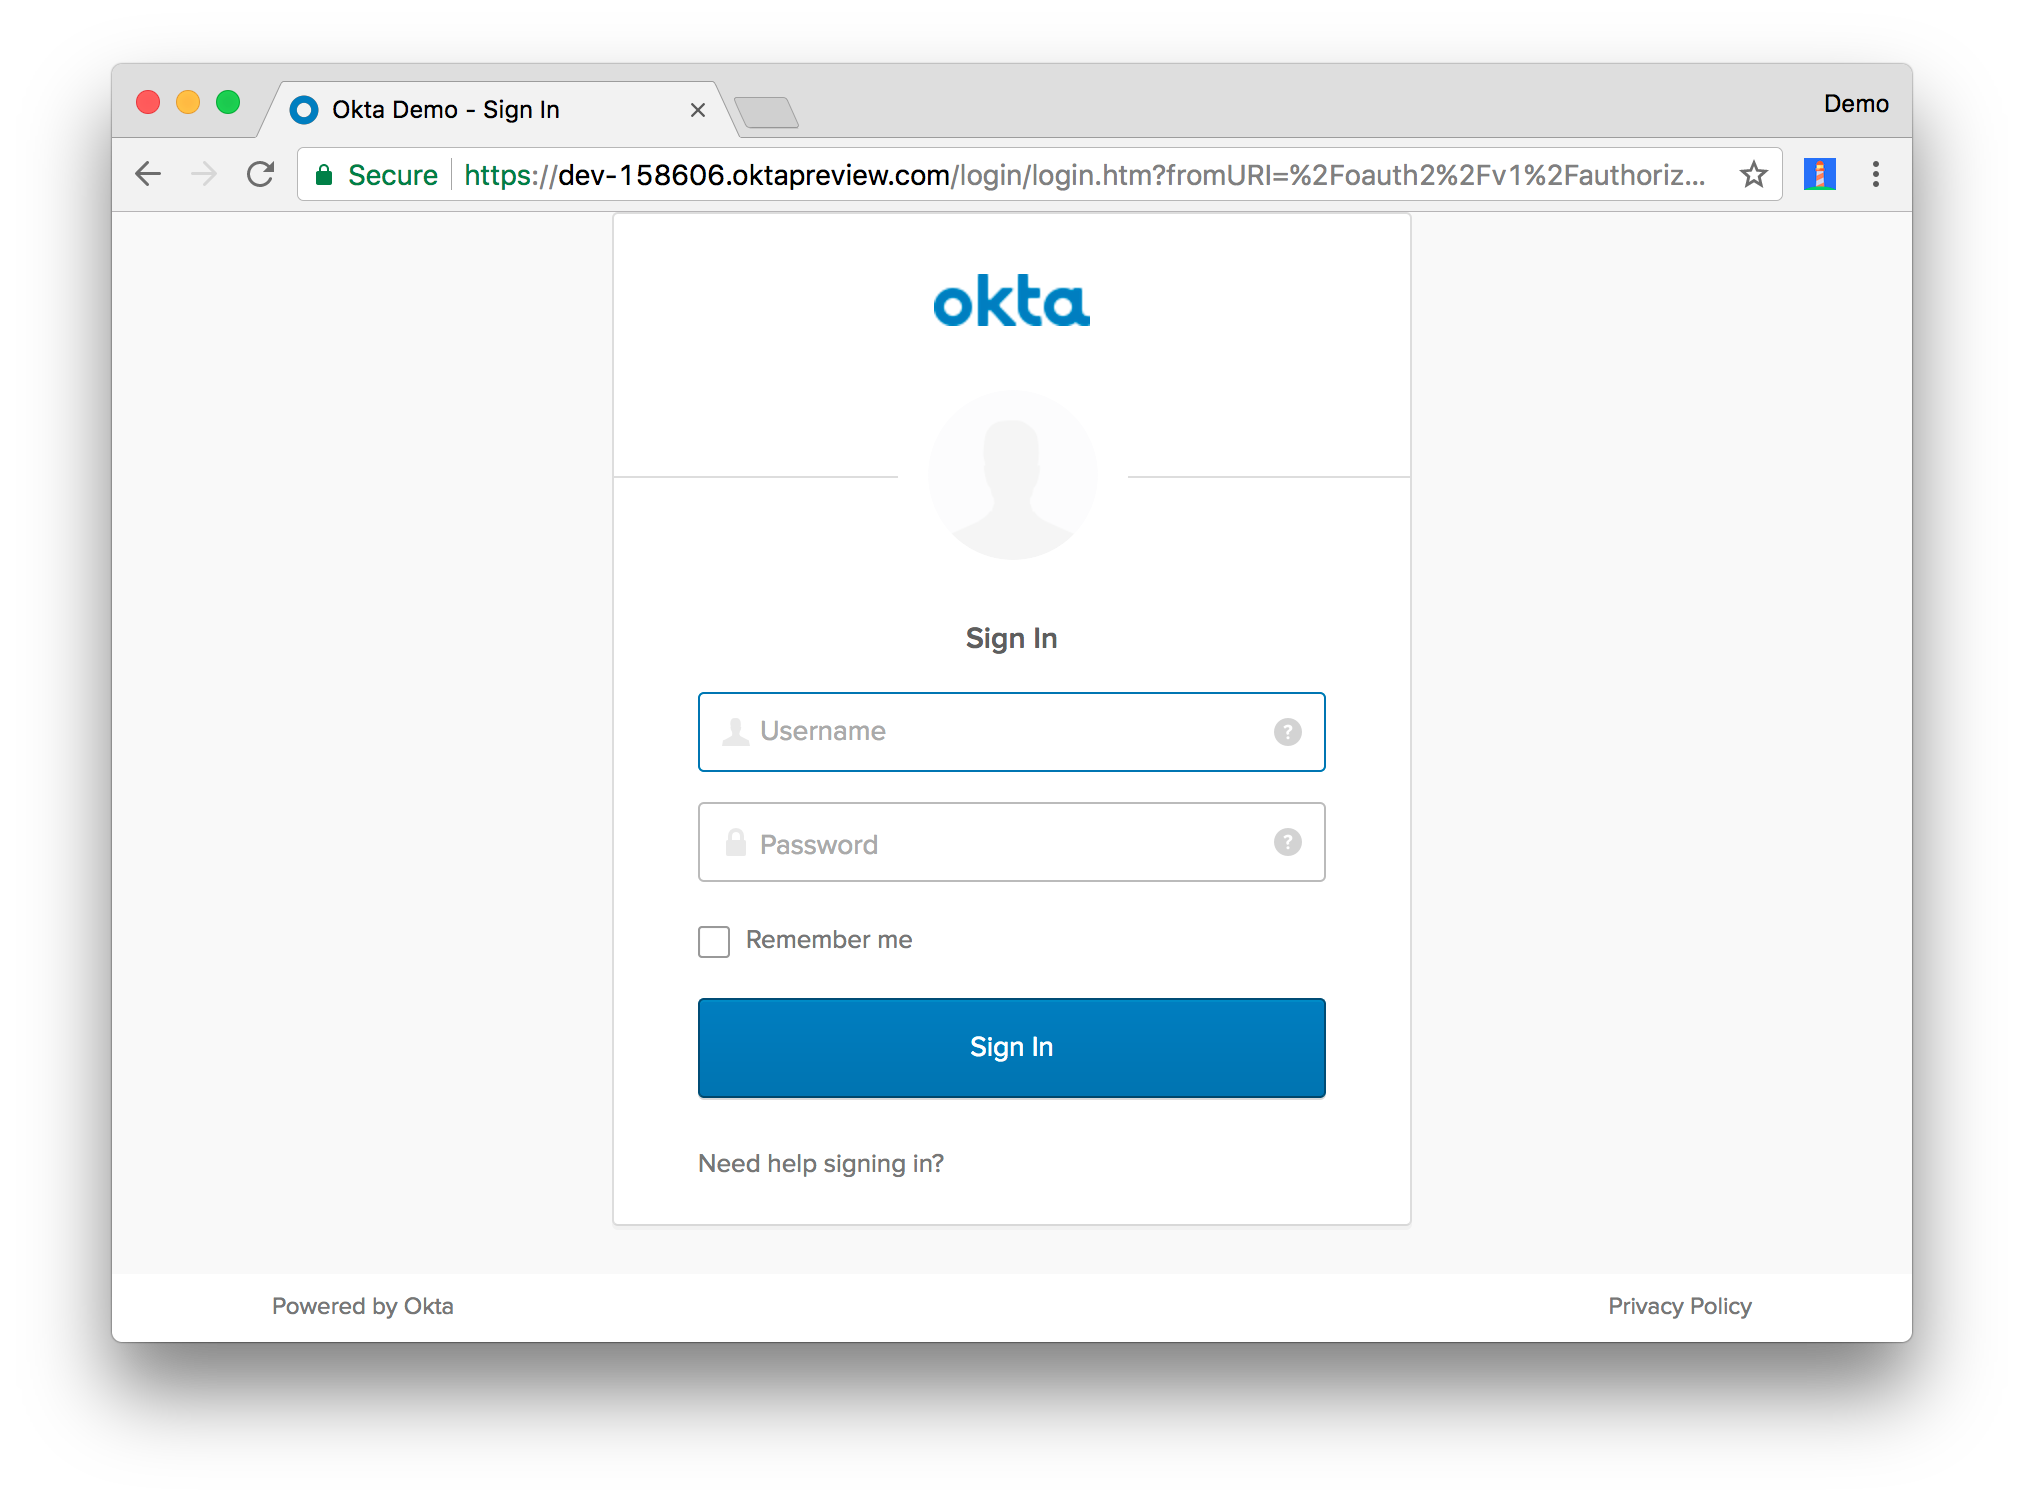 Okta Demo - Sign In
Demo
Secure https://dev-158606.oktapreview.com/login/login.htm?fromURI=%2Foauth2%2Fv1%2Fauthoriz...
okta
Sign In
Username ?
Password ?
Remember me
Sign In
Need help signing in?
Powered by Okta
Privacy Policy